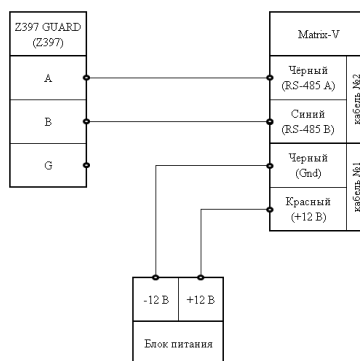 Z397 GUARD
(Z397)
A
B
G
Matrix-V
Чёрный
(RS-485 A)
Синий
(RS-485 B)
кабель №2
Черный
(Gnd)
Красный
(+12 В)
кабель №1
-12 В
+12 В
Блок питания